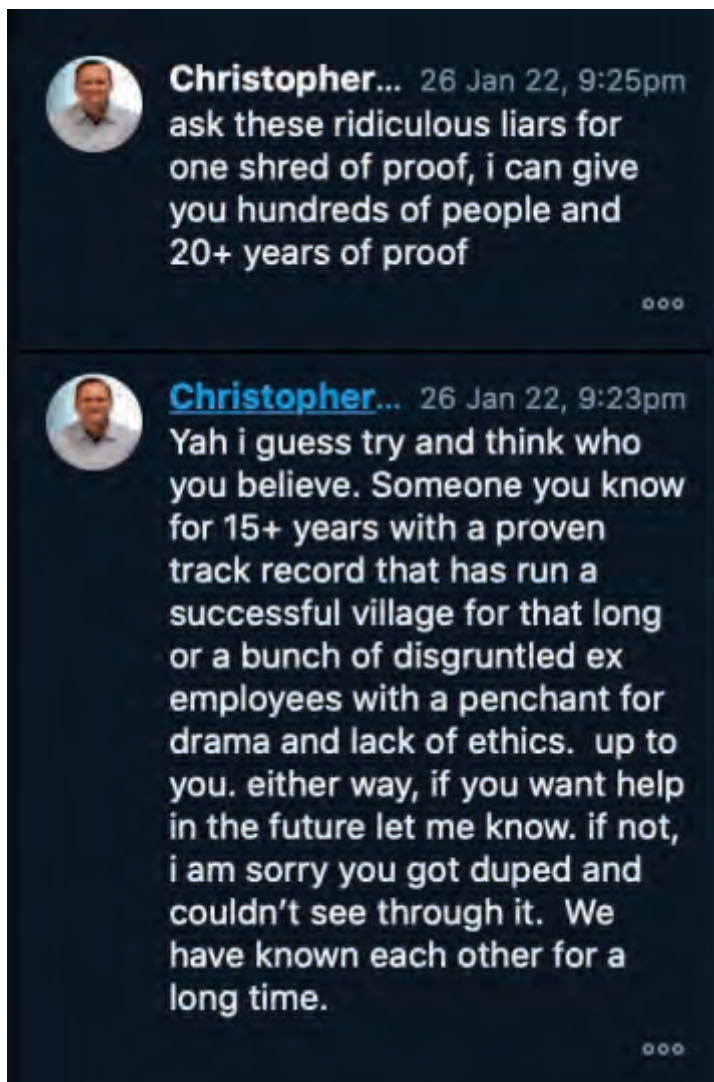 Christopher... 26 Jan 22, 9:25pm
ask these ridiculous liars for
one shred of proof, i can give
you hundreds of people and
20+ years of proof
Christopher... 26 Jan 22, 9:23pm
Yah i guess try and think who
you believe. Someone you know
for 15+ years with a proven
track record that has run a
successful village for that long
or a bunch of disgruntled ex
employees with a penchant for
drama and lack of ethics.  up to
you. either way, if you want help
in the future let me know. if not,
i am sorry you got duped and
couldn't see through it.  We
have known each other for a
long time.